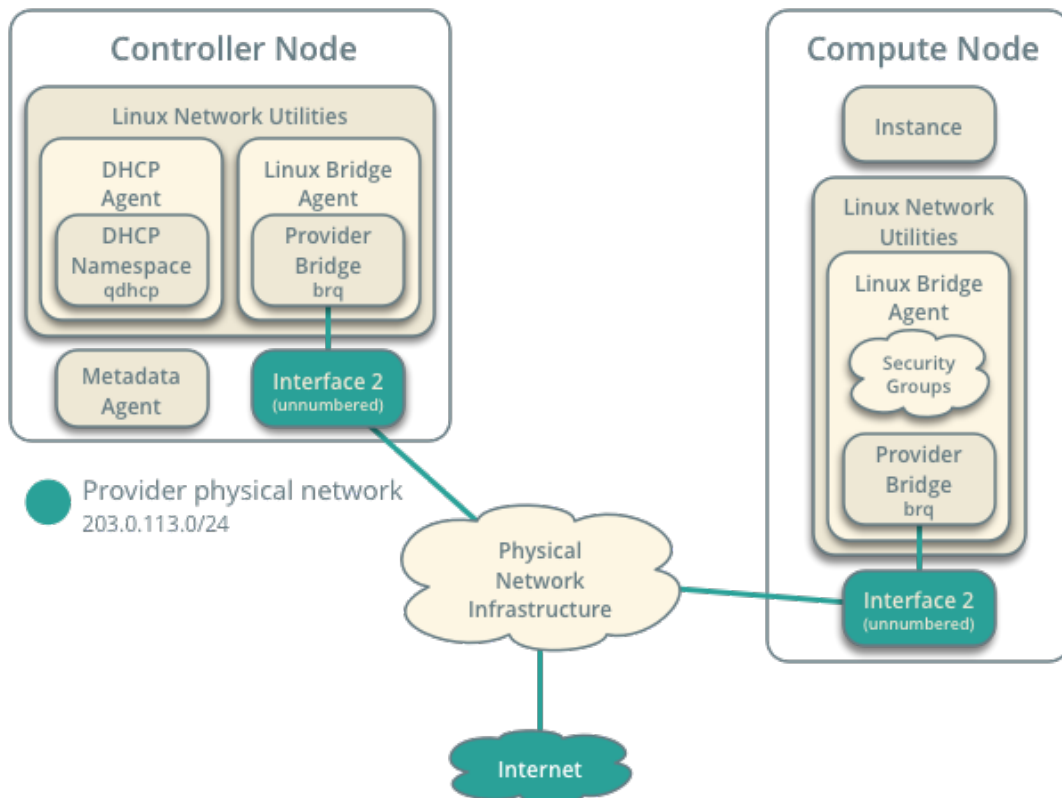 Controller Node
Linux Network Utilities
DHCP
Agent
DHCP
Namespace
qdhcp
Linux Bridge
Agent
Provider
Bridge
brq
Metadata
Agent
Interface 2
(unnumbered)
Provider physical network
203.0.113.0/24
Physical
Network
Infrastructure
Internet
Compute Node
Instance
Linux Network
Utilities
Linux Bridge
Agent
Security
Groups
Provider
Bridge
brq
Interface 2
(unnumbered)